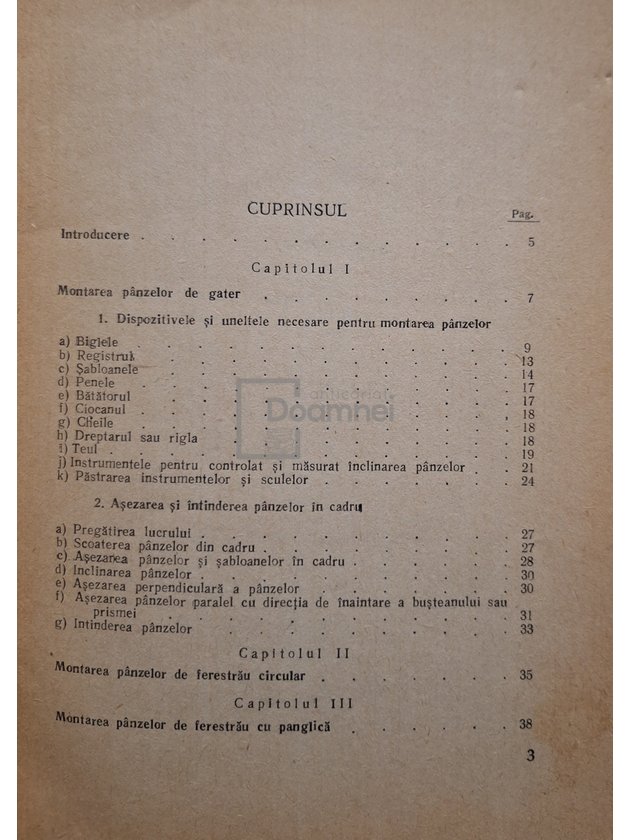 CUPRINSUL
Pag.
Introducere . . . . . . . . . . . . 5
Capitolul I
Montarea pânzelor de gater . . . . . . . . . 7
1. Dispozitivele și uneltele necesare pentru montarea pânzelor
a) Biglele . . . . . . . . . . . . 9
b) Registrul . . . . . . . . . . . . 13
c) Șabloanele . . . . . . . . . . . . 14
d) Penele . . . . . . . . . . . . 17
e) Bătătorul . . . . . . . . . . . . 17
f) Ciocanul . . . . . . . . . . . . 18
g) Cheile . . . . . . . . . . . . 18
h) Dreptarul sau rigla . . . . . . . . . . 18
i) Teul . . . . . . . . . . . . . 19
j) Instrumentele pentru controlat și măsurat înclinarea pânzelor . . 21
k) Păstrarea instrumentelor și sculelor . . . . . . . 24
2. Așezarea și întinderea pânzelor în cadru
a) Pregătirea lucrului . . . . . . . . . . . 27
b) Scoaterea pânzelor din cadru . . . . . . . . . 27
c) Așezarea pânzelor și șabloanelor în cadru . . . . . . 28
d) Inclinarea pânzelor . . . . . . . . . . . 30
e) Așezarea perpendiculară a pânzelor . . . . . . . 30
f) Așezarea pânzelor paralel cu direcția de înaintare a bușteanului sau
prismei . . . . . . . . . . . . 31
g) Intinderea pânzelor . . . . . . . . . . 33
Capitolul II
Montarea pânzelor de ferestrău circular . . . . . . . 35
Capitolul III
Montarea pânzelor de ferestrău cu panglică . . . . . . 38
3
antieriat
Doamnei